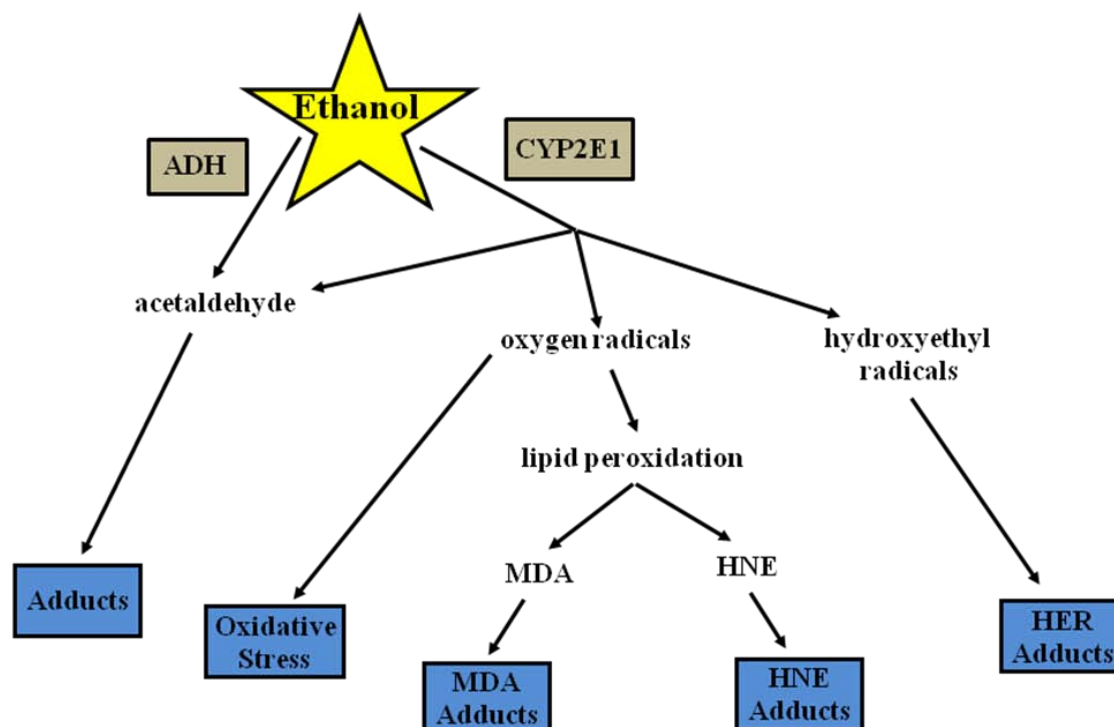 Ethanol
ADH
CYP2E1
acetaldehyde
oxygen radicals
hydroxyethyl
radicals
lipid peroxidation
MDA
HNE
Adducts
Oxidative
Stress
MDA
Adducts
HNE
Adducts
HER
Adducts